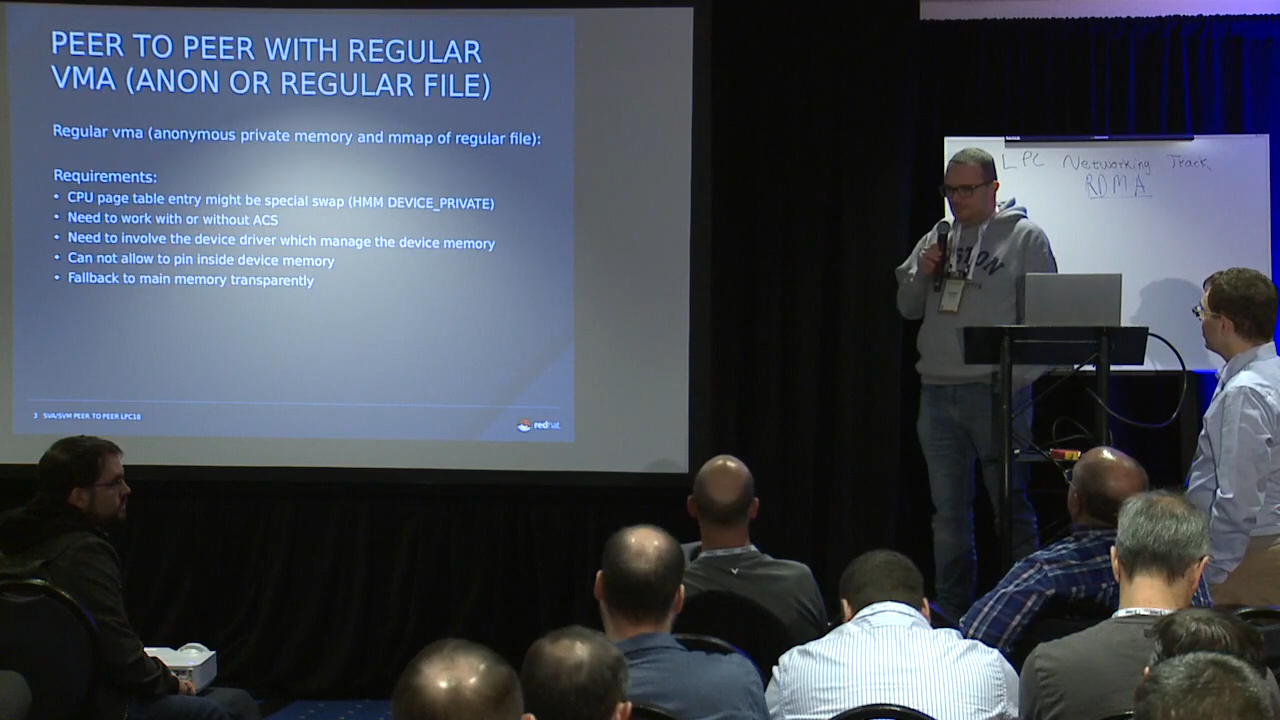 PEER TO PEER WITH REGULAR
VMA (ANON OR REGULAR FILE)
Regular vma (anonymous private memory and mmap of regular file):
Requirements:
• CPU page table entry might be special swap (HMM DEVICE_PRIVATE)
• Need to work with or without ACS
• Need to involve the device driver which manage the device memory
• Can not allow to pin inside device memory
• Fallback to main memory transparently
3 SVA/SVM PEER TO PEER LPC18
redhat
LPC Networking Track
RDMA